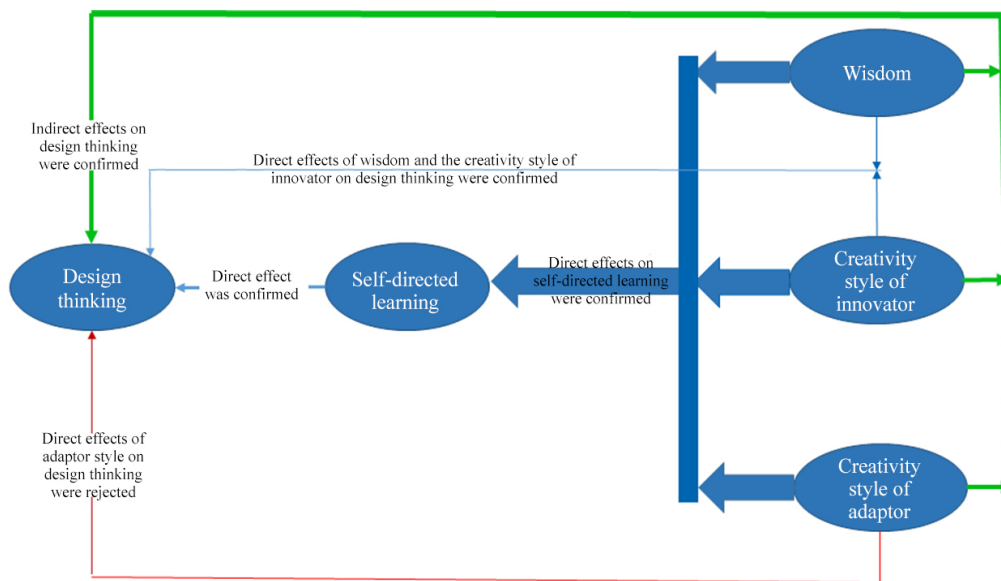 Wisdom
Indirect effects on
design thinking
were confirmed
Direct effects of wisdom and the creativity style of
innovator on design thinking were confirmed
Design
thinking
Direct effect
was confirmed
Self-directed
learning
Direct effects on
self-directed learning
were confirmed
Creativity
style of
innovator
Direct effects of
adaptor style on
design thinking
were rejected
Creativity
style of
adaptor